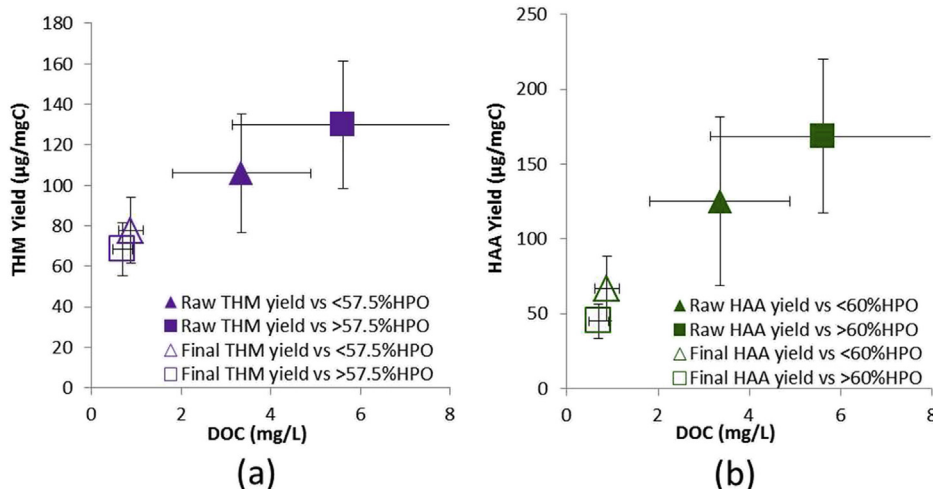 THM Yield (µg/mgC)
180
160
140
120
100
80
60
40
20
0
Raw THM yield vs <57.5%HPO
Raw THM yield vs >57.5%HPO
Final THM yield vs <57.5%HPO
Final THM yield vs >57.5%HPO
0 2 4 6 8
DOC (mg/L)
(a)
HAA Yield (µg/mgC)
250
200
150
100
50
0
Raw HAA yield vs <60%HPO
Raw HAA yield vs >60%HPO
Final HAA yield vs <60%HPO
Final HAA yield vs >60%HPO
0 2 4 6 8
DOC (mg/L)
(b)